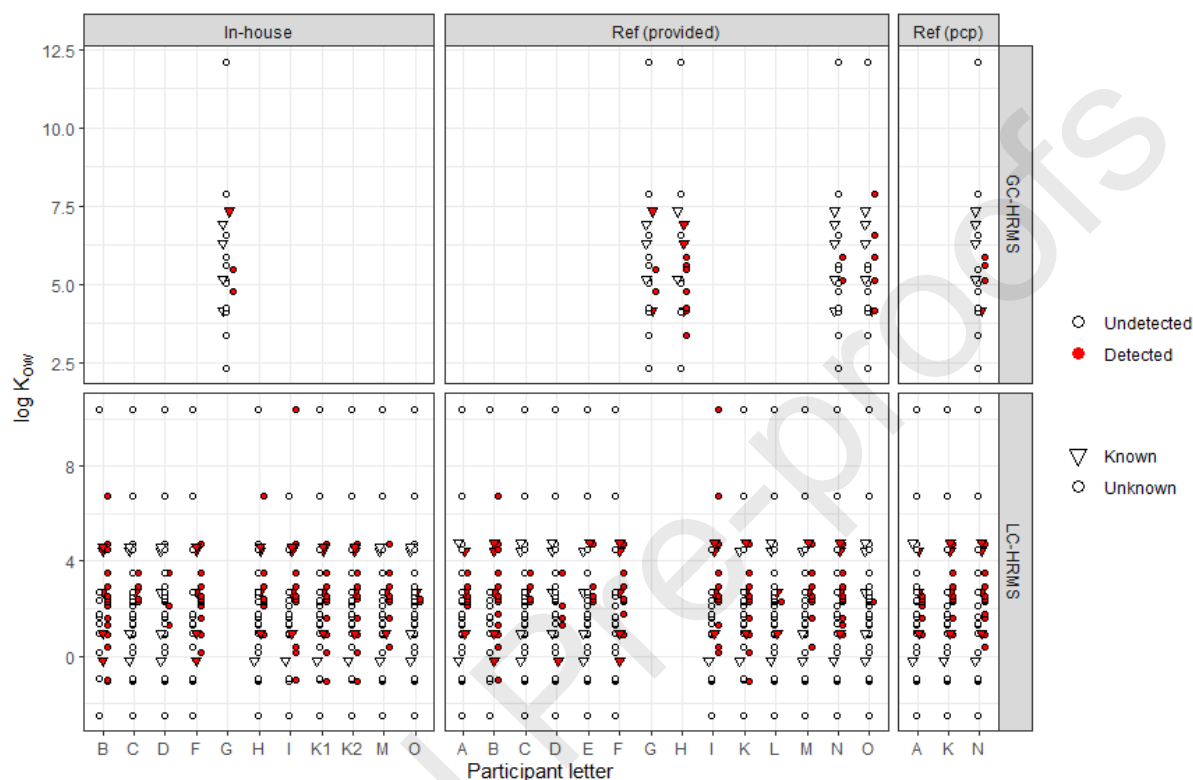 In-house Ref (provided) Ref (pcp)
12.5
10.0
7.5
5.0
2.5
GC-HRMS
log KOW
8
4
0
LC-HRMS
B C D F G H I K1 K2 M O A B C D E F G H I K L M N O A K N
Participant letter
Undetected
Detected
Known
Unknown
l Pre-proofs